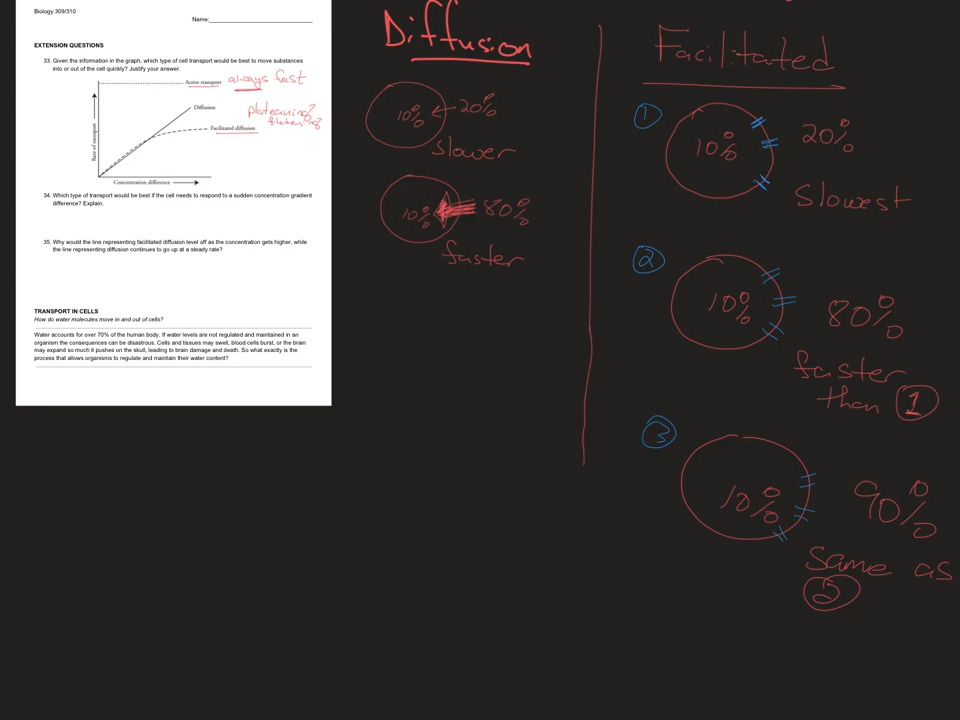 Biology 309/310
Name:
EXTENSION QUESTIONS
33. Given the information in the graph, which type of cell transport would be best to move substances
into or out of the cell quickly? Justify your answer.
Active transport
always fast
Diffusion
plateauing?
Facilitated diffusion
Rate of transport
Concentration difference
34. Which type of transport would be best if the cell needs to respond to a sudden concentration gradient
difference? Explain.
35. Why would the line representing facilitated diffusion level off as the concentration gets higher, while
the line representing diffusion continues to go up at a steady rate?
TRANSPORT IN CELLS
How do water molecules move in and out of cells?
Water accounts for over 70% of the human body. If water levels are not regulated and maintained in an
organism the consequences can be disastrous. Cells and tissues may swell, blood cells burst, or the brain
may expand so much it pushes on the skull, leading to brain damage and death. So what exactly is the
process that allows organisms to regulate and maintain their water content?
Diffusion
10% 20%
slower
10% 80%
faster
Facilitated
1
10% 20%
Slowest
2
10% 80%
faster
than 1
3
10% 90%
same as
2